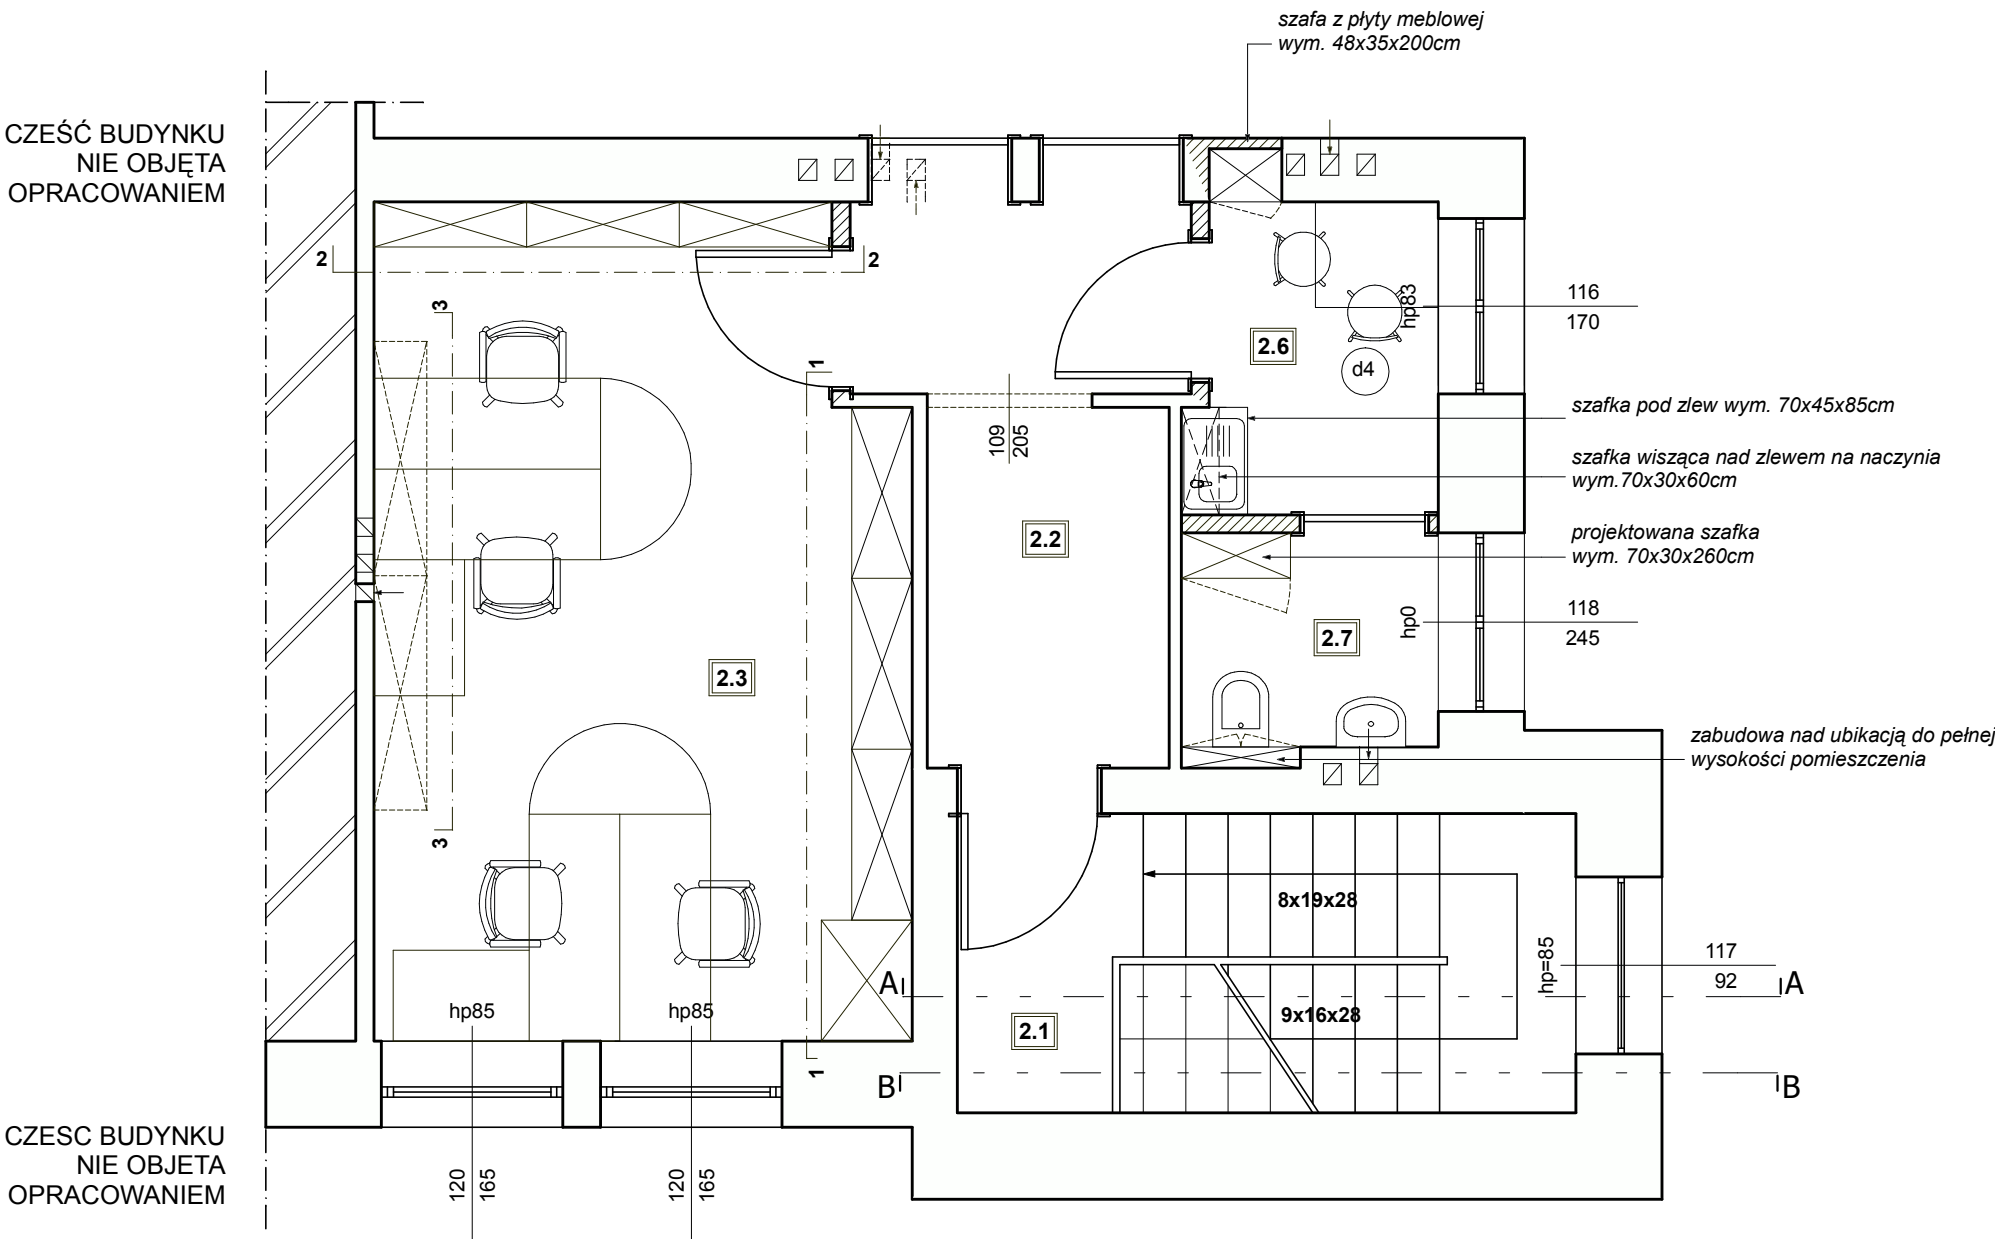 szafa z płyty meblowej
wym. 48x35x200cm
CZEŚĆ BUDYNKU
NIE OBJĘTA
OPRACOWANIEM
2
2
3
hp83
116
170
2.6
1
d4
szafka pod zlew wym. 70x45x85cm
109
205
szafka wisząca nad zlewem na naczynia
wym.70x30x60cm
2.2
projektowana szafka
wym. 70x30x260cm
hp0
118
245
2.7
2.3
zabudowa nad ubikacją do pełnej
wysokości pomieszczenia
3
8x19x28
hp=85
117
92
A
A
hp85
hp85
9x16x28
2.1
1
B
B
CZESC BUDYNKU
NIE OBJETA
OPRACOWANIEM
120
165
120
165